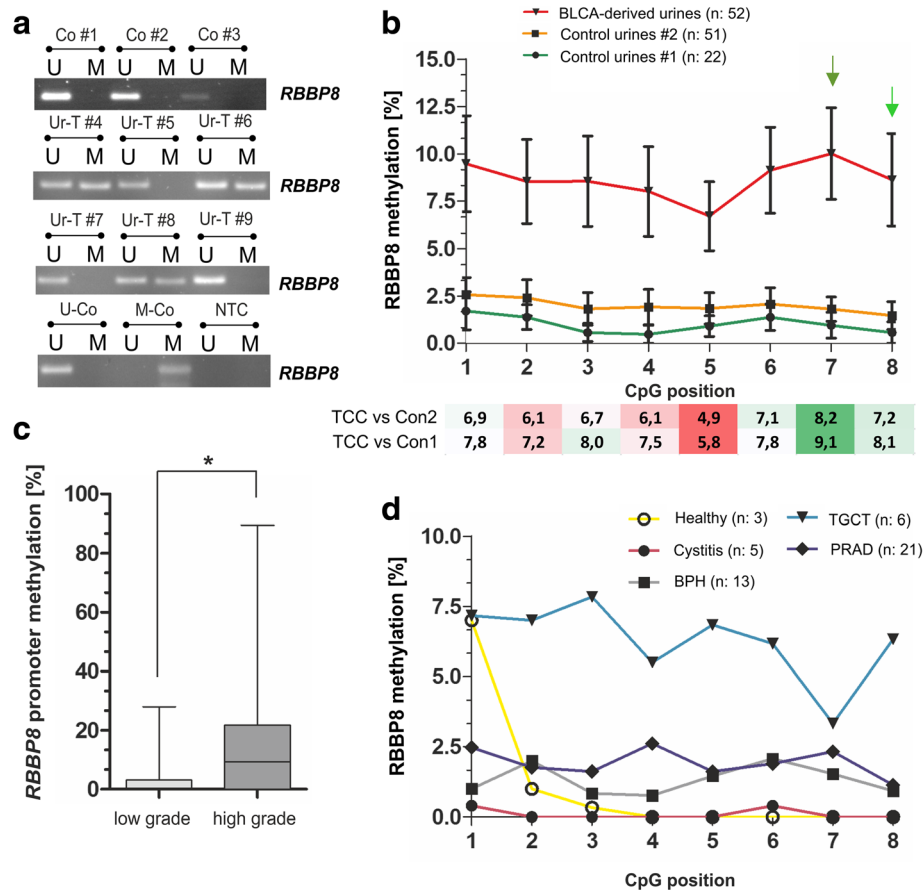 a
Co #1 Co #2 Co #3
U M U M U M
RBBP8
Ur-T #4 Ur-T #5 Ur-T #6
U M U M U M
RBBP8
Ur-T #7 Ur-T #8 Ur-T #9
U M U M U M
RBBP8
U-Co M-Co NTC
U M U M U M
RBBP8
b
BLCA-derived urines (n: 52)
Control urines #2 (n: 51)
Control urines #1 (n: 22)
RBBP8 methylation [%]
15.0
12.5
10.0
7.5
5.0
2.5
0.0
1 2 3 4 5 6 7 8
CpG position
TCC vs Con2 6,9 6,1 6,7 6,1 4,9 7,1 8,2 7,2
TCC vs Con1 7,8 7,2 8,0 7,5 5,8 7,8 9,1 8,1
c
*
RBBP8 promoter methylation [%]
100
80
60
40
20
0
low grade high grade
d
Healthy (n: 3)
Cystitis (n: 5)
BPH (n: 13)
TGCT (n: 6)
PRAD (n: 21)
RBBP8 methylation [%]
10.0
7.5
5.0
2.5
0.0
1 2 3 4 5 6 7 8
CpG position